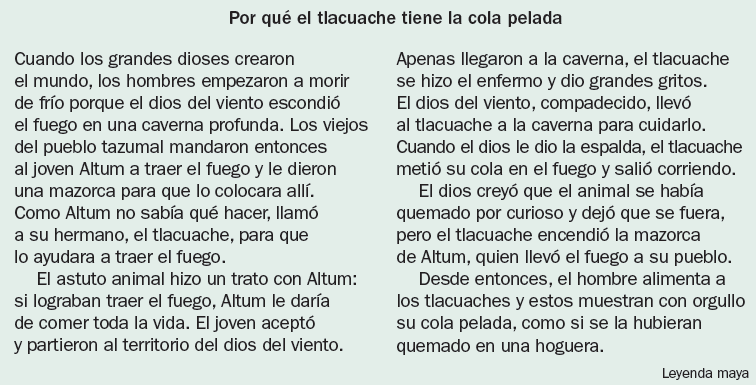 Por qué el tlacuache tiene la cola pelada
Cuando los grandes dioses crearon
el mundo, los hombres empezaron a morir
de frío porque el dios del viento escondió
el fuego en una caverna profunda. Los viejos
del pueblo tazumal mandaron entonces
al joven Altum a traer el fuego y le dieron
una mazorca para que lo colocara allí.
Como Altum no sabía qué hacer, llamó
a su hermano, el tlacuache, para que
lo ayudara a traer el fuego.
El astuto animal hizo un trato con Altum:
si lograban traer el fuego, Altum le daría
de comer toda la vida. El joven aceptó
y partieron al territorio del dios del viento.
Apenas llegaron a la caverna, el tlacuache
se hizo el enfermo y dio grandes gritos.
El dios del viento, compadecido, llevó
al tlacuache a la caverna para cuidarlo.
Cuando el dios le dio la espalda, el tlacuache
metió su cola en el fuego y salió corriendo.
El dios creyó que el animal se había
quemado por curioso y dejó que se fuera,
pero el tlacuache encendió la mazorca
de Altum, quien llevó el fuego a su pueblo.
Desde entonces, el hombre alimenta a
los tlacuaches y estos muestran con orgullo
su cola pelada, como si se la hubieran
quemado en una hoguera.
Leyenda maya